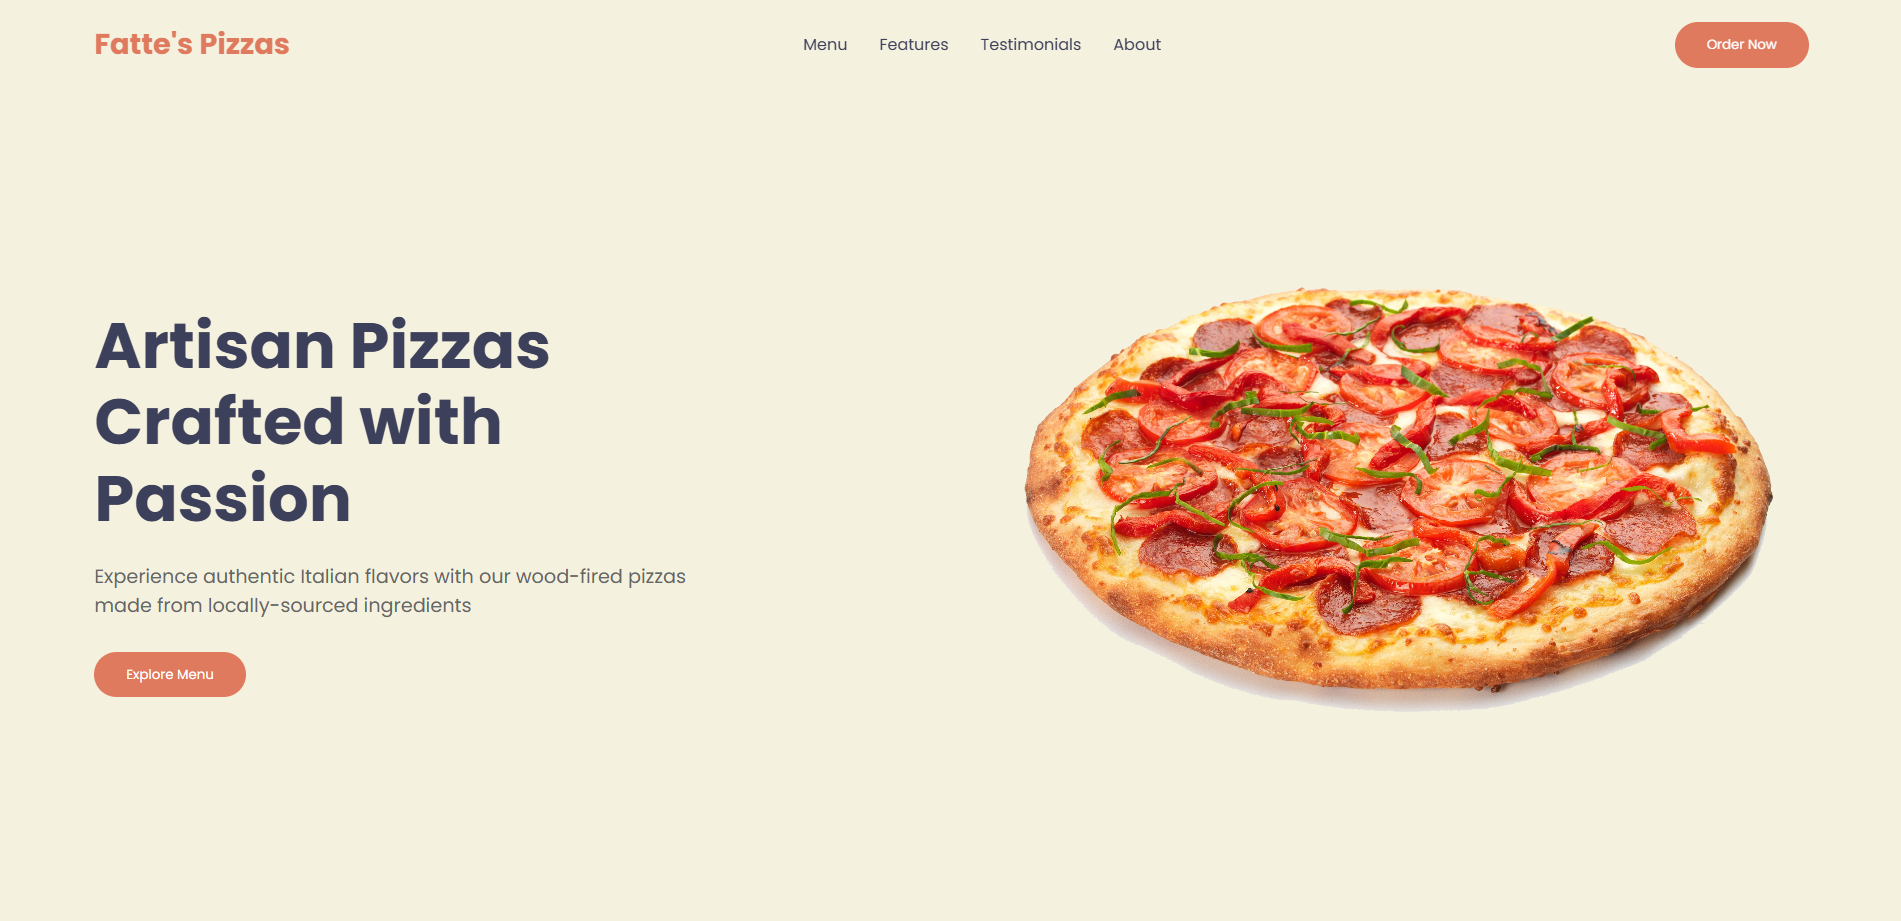 Fatte's Pizzas
Menu
Features
Testimonials
About
Order Now
Artisan Pizzas
Crafted with
Passion
Experience authentic Italian flavors with our wood-fired pizzas
made from locally-sourced ingredients
Explore Menu